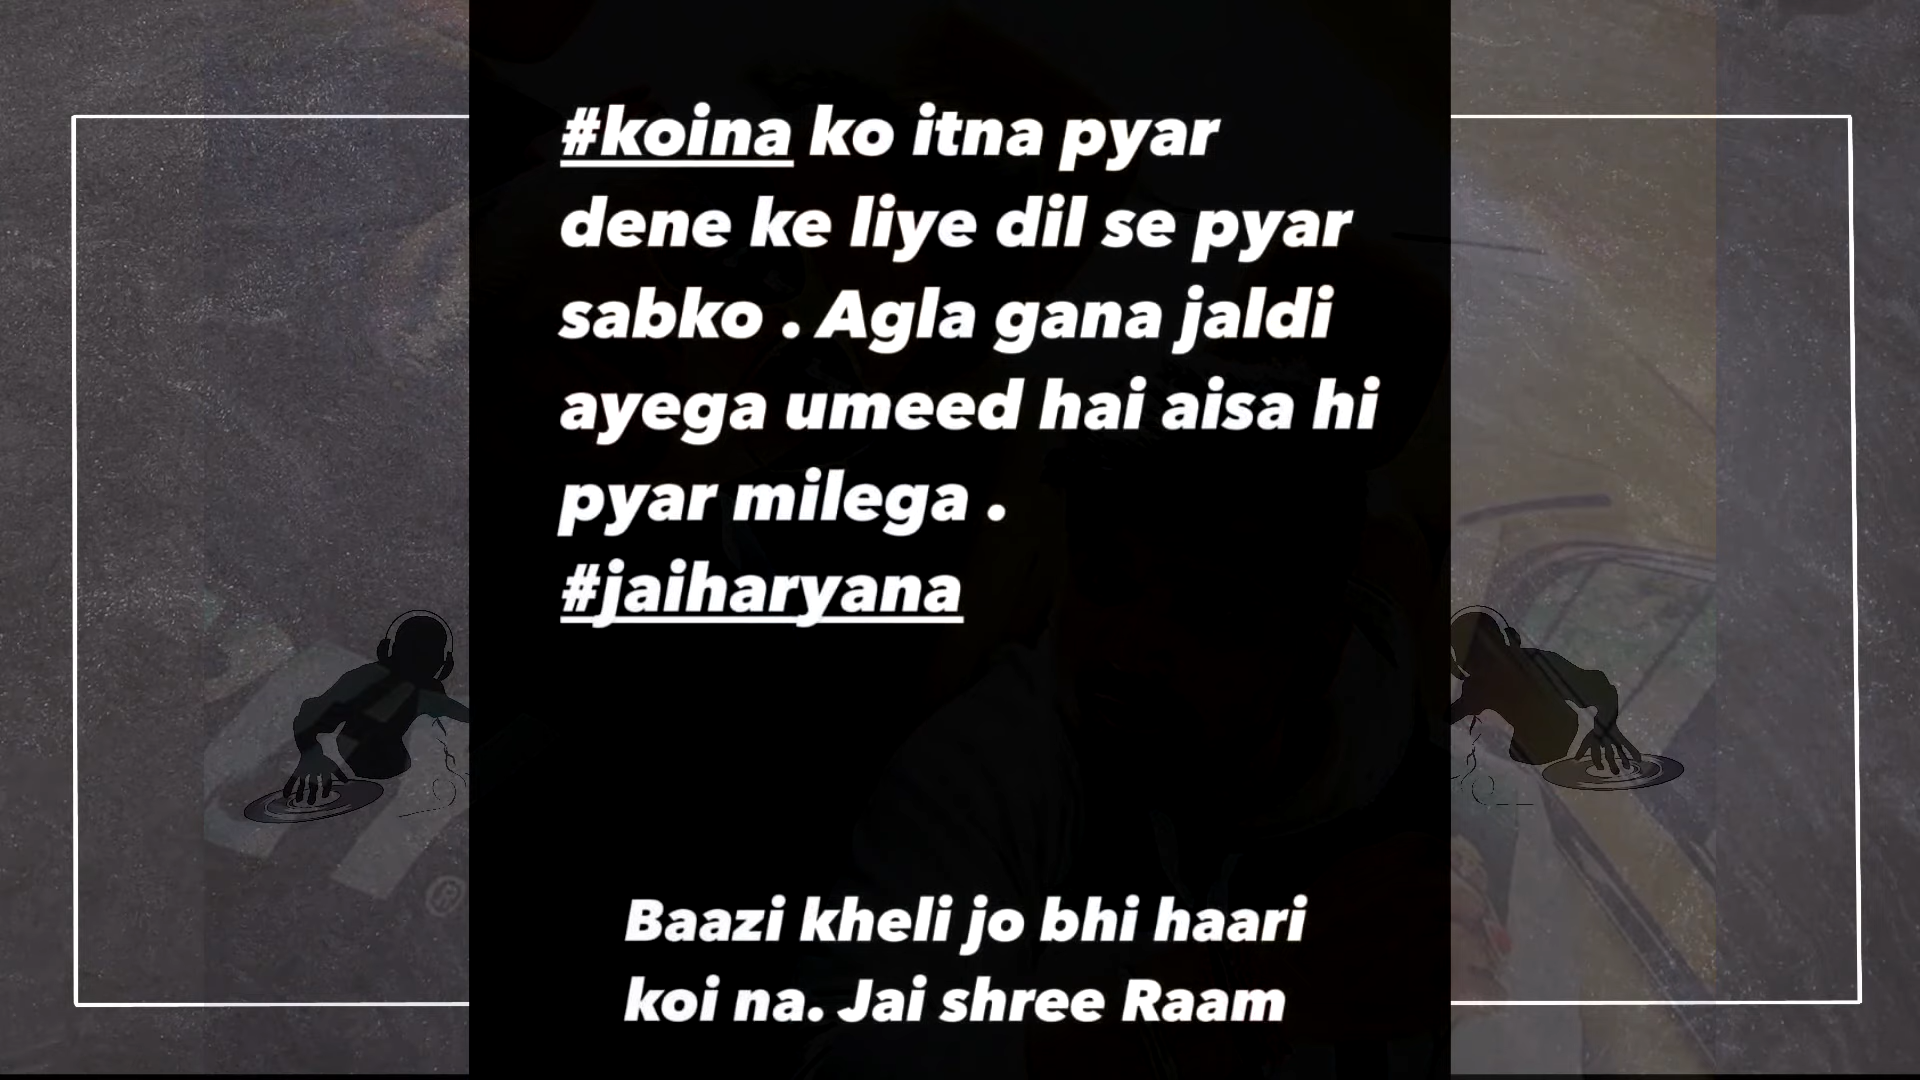 #koina ko itna pyar
dene ke liye dil se pyar
sabko . Agla gana jaldi
ayega umeed hai aisa hi
pyar milega .
#jaiharyana
®
Baazi kheli jo bhi haari
koi na. Jai shree Raam